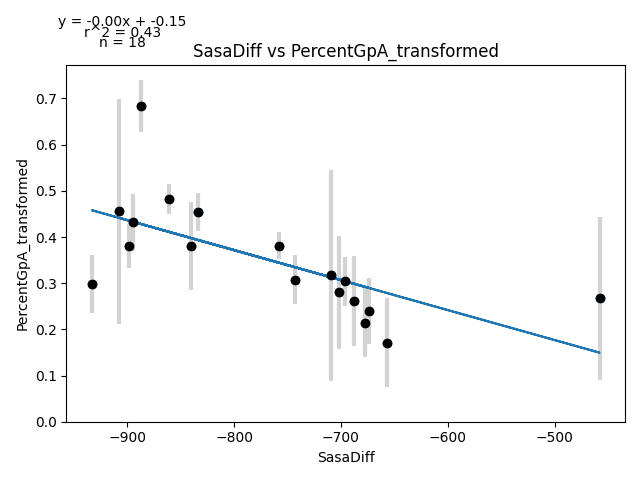 y = -0.00x + -0.15
r^2 = 0.43
n = 18
SasaDiff vs PercentGpA_transformed
PercentGpA_transformed
0.7
0.6
0.5
0.4
0.3
0.2
0.1
0.0
−900 −800 −700 −600 −500
SasaDiff